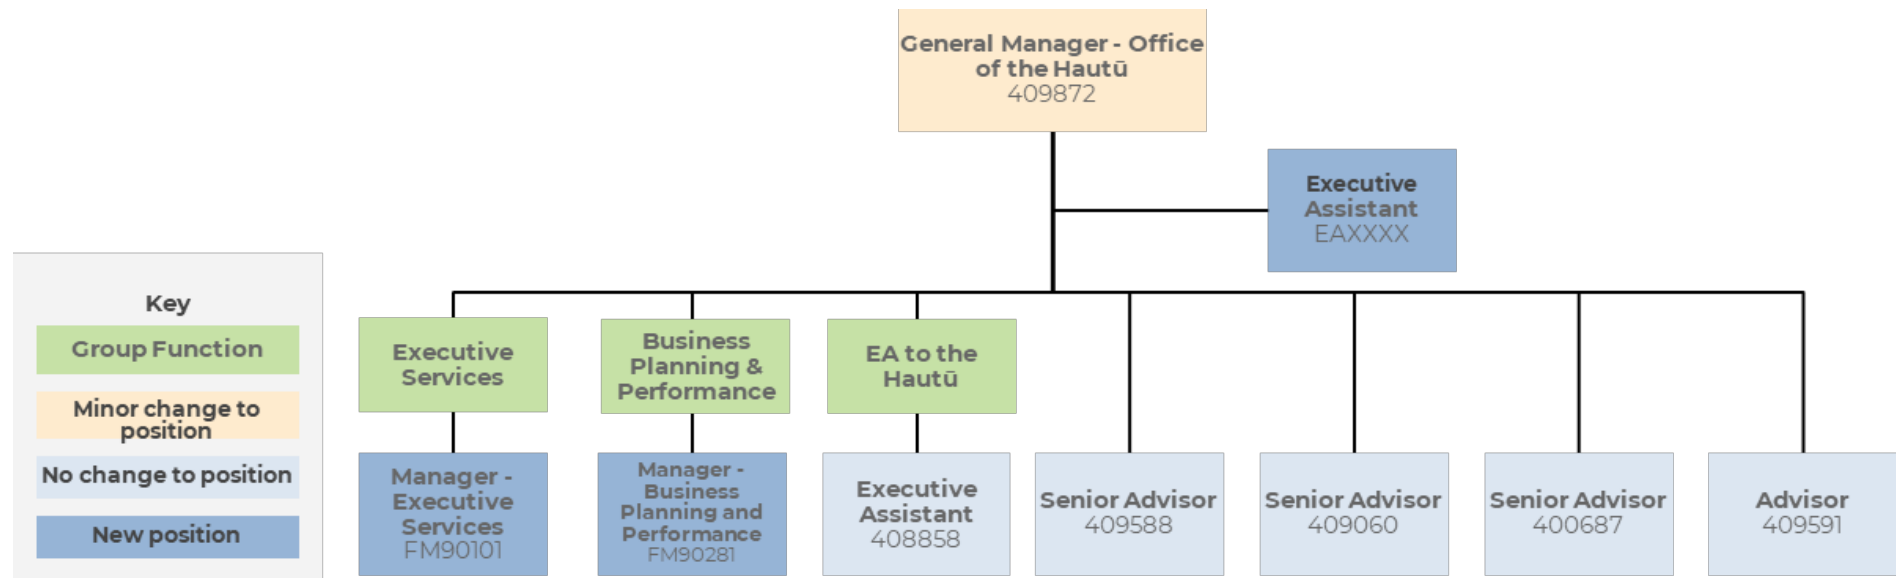 General Manager - Office
of the Hautū
409872
Executive
Assistant
EAXXXX
Key
Group Function
Minor change to
position
No change to position
New position
Executive
Services
Business
Planning &
Performance
EA to the
Hautū
Manager -
Executive
Services
FM90101
Manager -
Business
Planning and
Performance
FM90281
Executive
Assistant
408858
Senior Advisor
409588
Senior Advisor
409060
Senior Advisor
400687
Advisor
409591